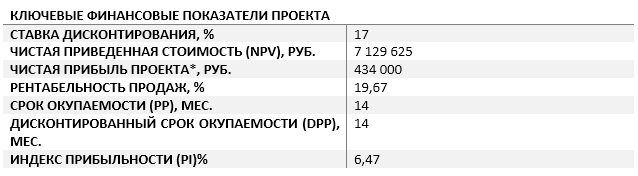 КЛЮЧЕВЫЕ ФИНАНСОВЫЕ ПОКАЗАТЕЛИ ПРОЕКТА
СТАВКА ДИСКОНТИРОВАНИЯ, % 17
ЧИСТАЯ ПРИВЕДЕННАЯ СТОИМОСТЬ (NPV), РУБ. 7 129 625
ЧИСТАЯ ПРИБЫЛЬ ПРОЕКТА*, РУБ. 434 000
РЕНТАБЕЛЬНОСТЬ ПРОДАЖ, % 19,67
СРОК ОКУПАЕМОСТИ (PP), МЕС. 14
ДИСКОНТИРОВАННЫЙ СРОК ОКУПАЕМОСТИ (DPP), 14
МЕС.
ИНДЕКС ПРИБЫЛЬНОСТИ (PI)% 6,47